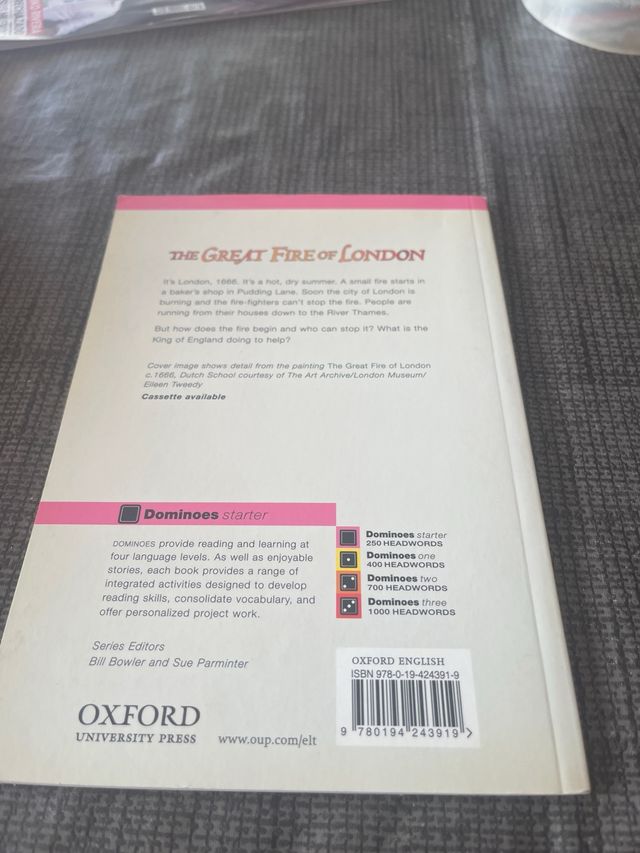 THE GREAT FIRE OF LONDON
It's London, 1666. It's a hot, dry summer. A small fire starts in
a baker's shop in Pudding Lane. Soon the city of London is
burning and the fire-fighters can't stop the fire. People are
running from their houses down to the River Thames.
But how does the fire begin and who can stop it? What is the
King of England doing to help?
Cover image shows detail from the painting The Great Fire of London
c.1666, Dutch School courtesy of The Art Archive/London Museum/
Eileen Tweedy
Cassette available
Dominoes starter
DOMINOES provide reading and learning at
four language levels. As well as enjoyable
stories, each book provides a range of
integrated activities designed to develop
reading skills, consolidate vocabulary, and
offer personalized project work.
Series Editors
Bill Bowler and Sue Parminter
Dominoes starter
250 HEADWORDS
Dominoes one
400 HEADWORDS
Dominoes two
700 HEADWORDS
Dominoes three
1000 HEADWORDS
OXFORD
UNIVERSITY PRESS
www.oup.com/elt
OXFORD ENGLISH
ISBN 978-0-19-424391-9
9 780194 243919 >